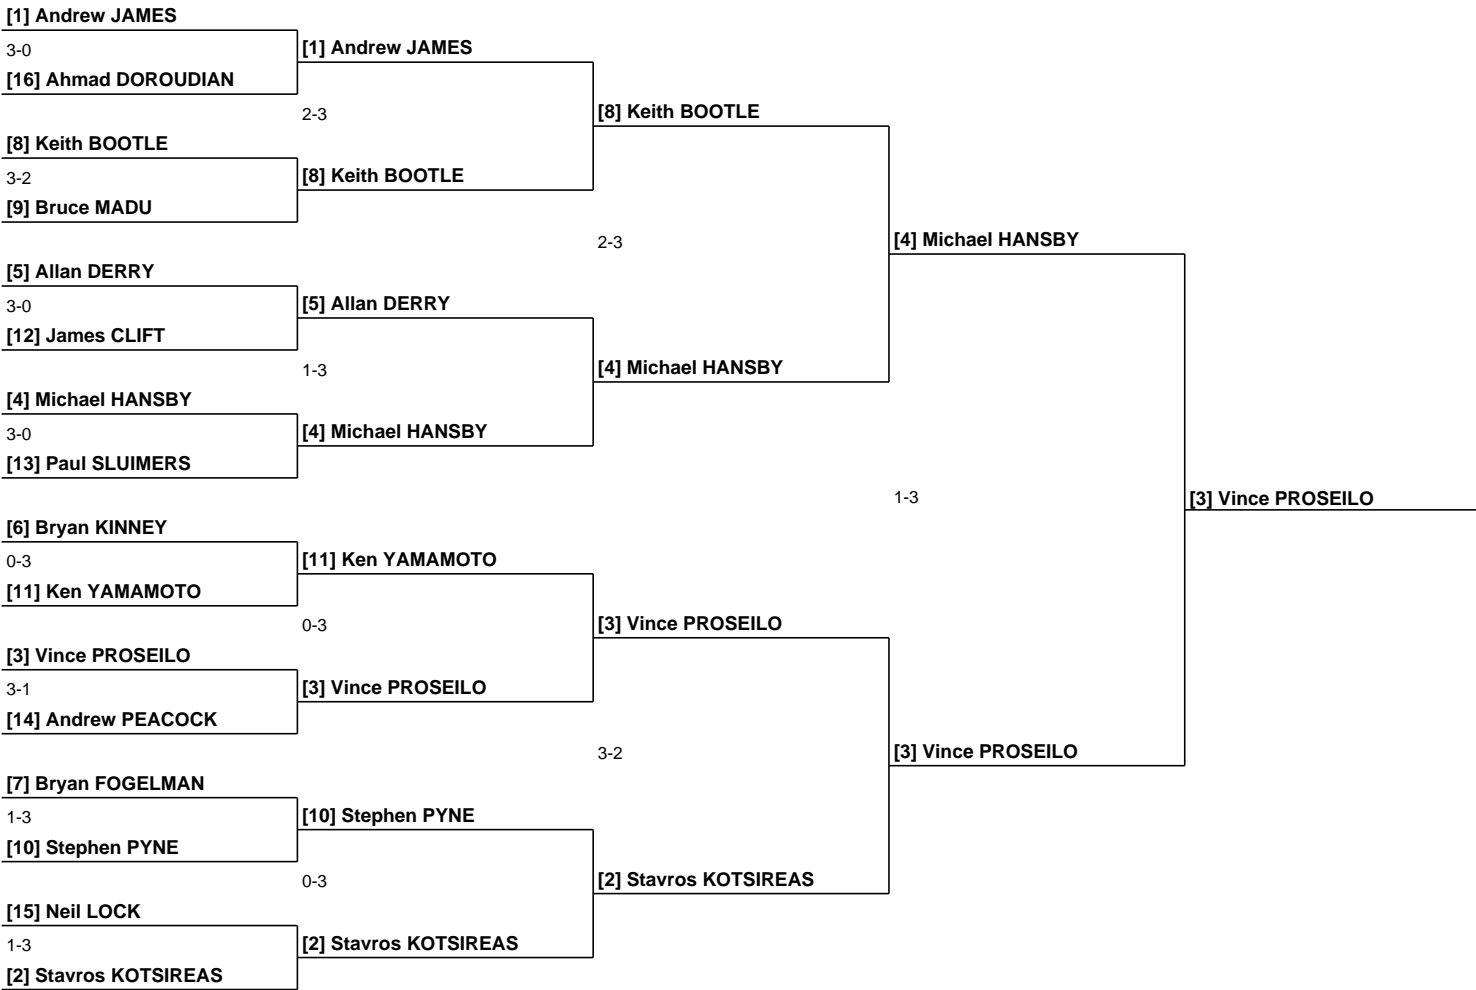 [1] Andrew JAMES
3-0
[16] Ahmad DOROUDIAN
[8] Keith BOOTLE
3-2
[9] Bruce MADU
[5] Allan DERRY
3-0
[12] James CLIFT
[4] Michael HANSBY
3-0
[13] Paul SLUIMERS
[6] Bryan KINNEY
0-3
[11] Ken YAMAMOTO
[3] Vince PROSEILO
3-1
[14] Andrew PEACOCK
[7] Bryan FOGELMAN
1-3
[10] Stephen PYNE
[15] Neil LOCK
1-3
[2] Stavros KOTSIREAS
[1] Andrew JAMES
2-3
[8] Keith BOOTLE
[5] Allan DERRY
1-3
[4] Michael HANSBY
[11] Ken YAMAMOTO
0-3
[3] Vince PROSEILO
[10] Stephen PYNE
0-3
[2] Stavros KOTSIREAS
[8] Keith BOOTLE
2-3
[4] Michael HANSBY
[3] Vince PROSEILO
3-2
[2] Stavros KOTSIREAS
[4] Michael HANSBY
1-3
[3] Vince PROSEILO
[3] Vince PROSEILO